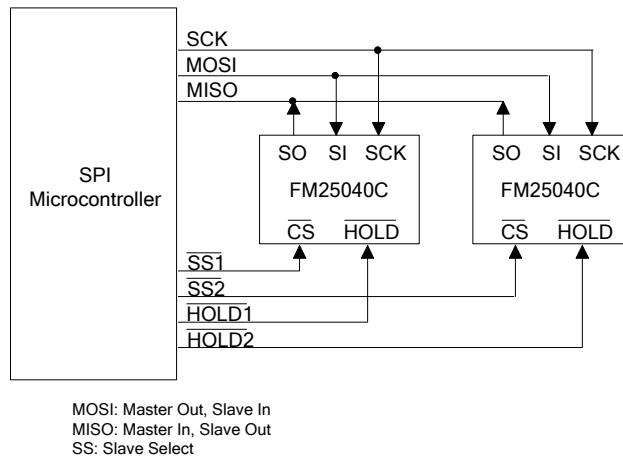 SCK
MOSI
MISO
SO SI SCK
SO SI SCK
SPI
Microcontroller
FM25040C
FM25040C
CS HOLD
CS HOLD
SS1
SS2
HOLD1
HOLD2
MOSI: Master Out, Slave In
MISO: Master In, Slave Out
SS: Slave Select